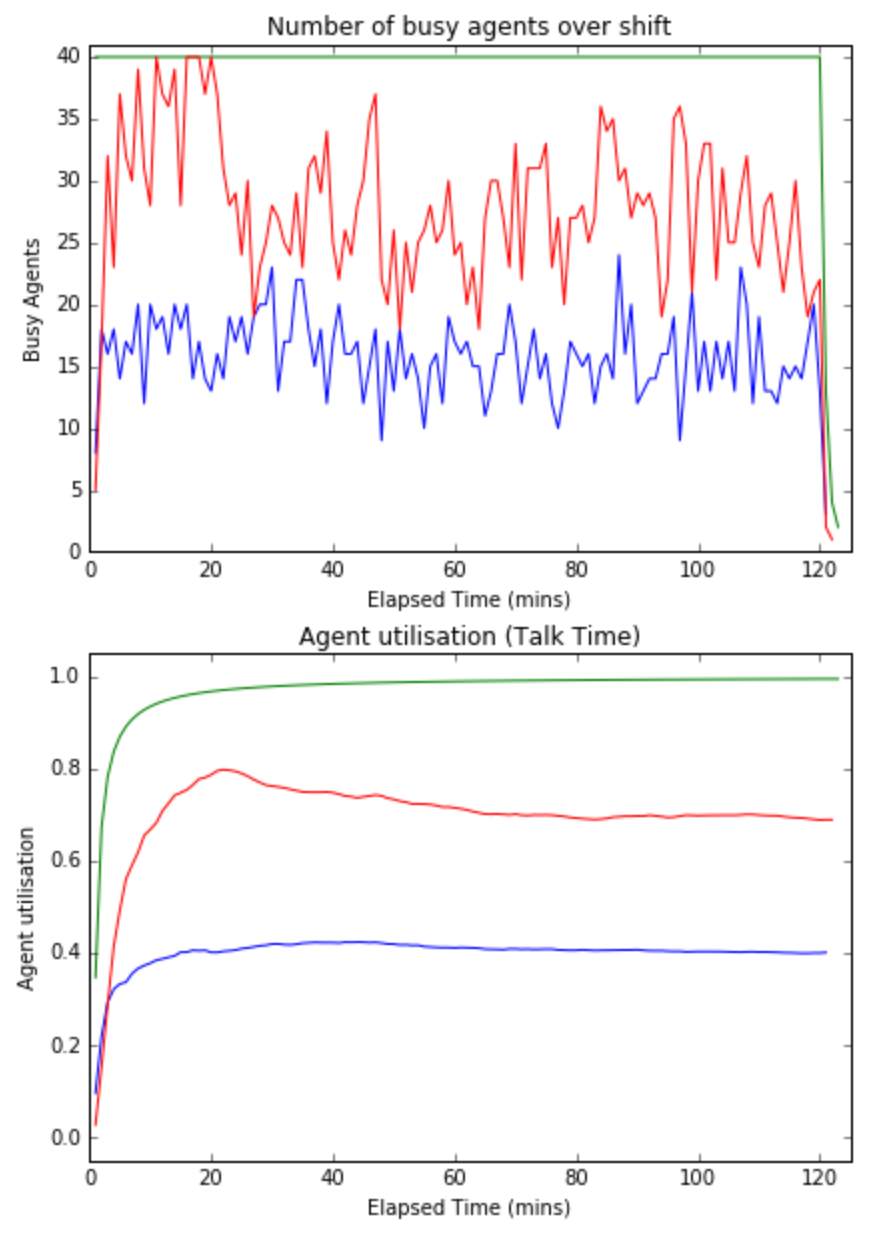 Number of busy agents over shift
40
35
30
25
20
15
10
5
0
Busy Agents
0 20 40 60 80 100 120
Elapsed Time (mins)
Agent utilisation (Talk Time)
1.0
0.8
0.6
0.4
0.2
0.0
Agent utilisation
0 20 40 60 80 100 120
Elapsed Time (mins)